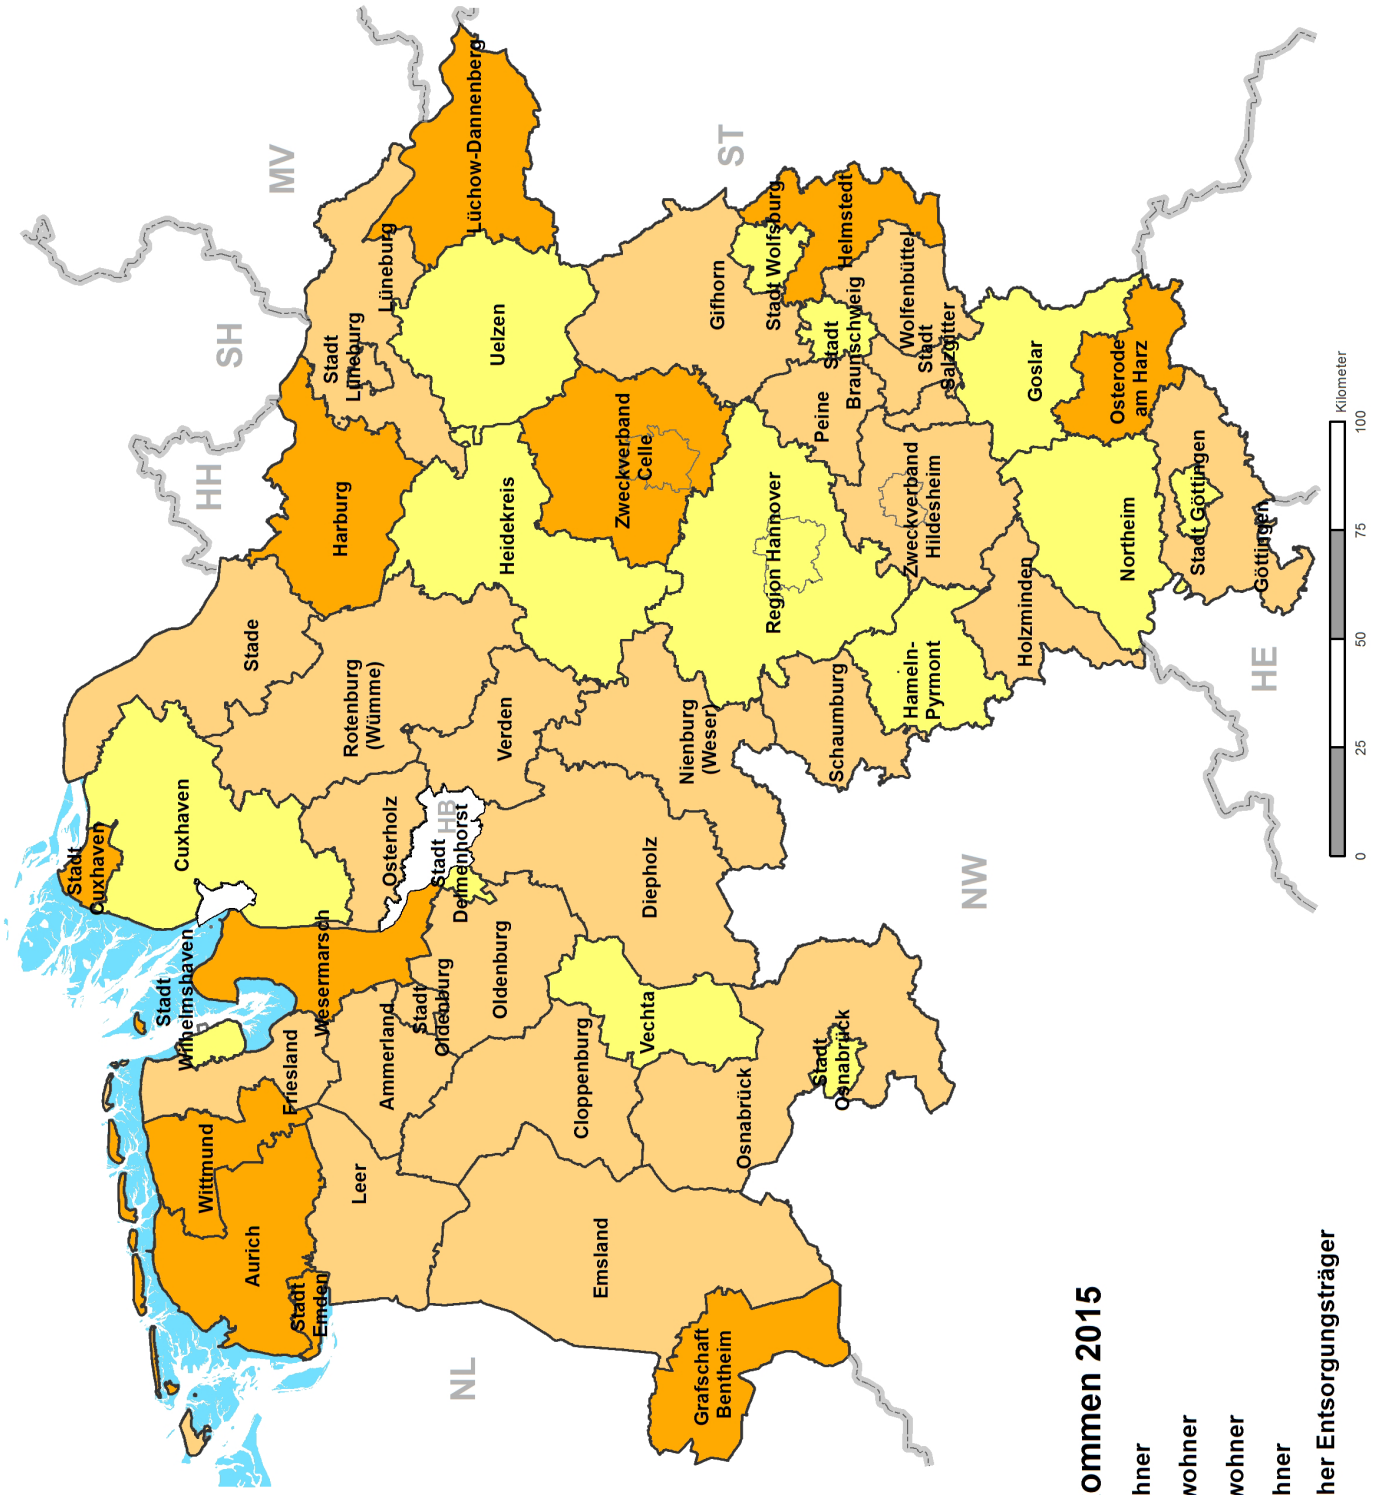 MV
SH
HH
ST
Lüchow-Dannenberg
Lüneburg
Stadt
Lüneburg
Uelzen
Harburg
Stade
Stadt
Cuxhaven
Cuxhaven
Rotenburg
(Wümme)
Heidekreis
Zweckverband
Celle
Gifhorn
Stadt Wolfsburg
Helmstedt
Stadt
Braunschweig
Wolfenbüttel
Stadt
Salzgitter
Peine
Region Hannover
Zweckverband
Hildesheim
Goslar
Osterode
am Harz
Northeim
Stadt Göttingen
Göttingen
Holzminden
Hameln-
Pyrmont
Schaumburg
Nienburg
(Weser)
Verden
Osterholz
HB
Stadt
Delmenhorst
Diepholz
Wesermarsch
Stadt
Wilhelmshaven
Friesland
Ammerland
Stadt
Oldenburg
Oldenburg
Vechta
Cloppenburg
Stadt
Osnabrück
Osnabrück
Wittmund
Aurich
Stadt
Emden
Leer
Emsland
Grafschaft
Bentheim
NL
NW
HE
Kilometer
0 25 50 75 100
ommen 2015
hner
wohner
wohner
hner
her Entsorgungsträger